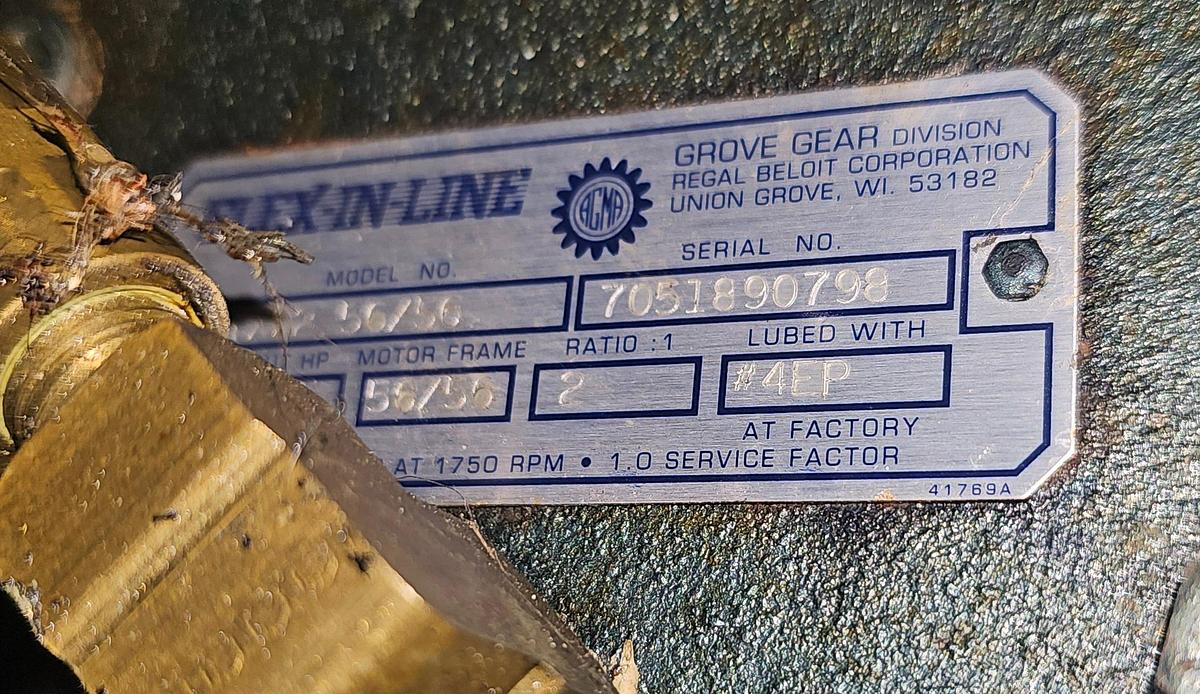 FLEX-IN-LINE
AGMA
GROVE GEAR DIVISION
REGAL BELOIT CORPORATION
UNION GROVE, WI. 53182
MODEL NO.
56/56
SERIAL NO.
7051890798
HP
MOTOR FRAME
56/56
RATIO :1
2
LUBED WITH
#4EP
AT FACTORY
AT 1750 RPM • 1.0 SERVICE FACTOR
41769A